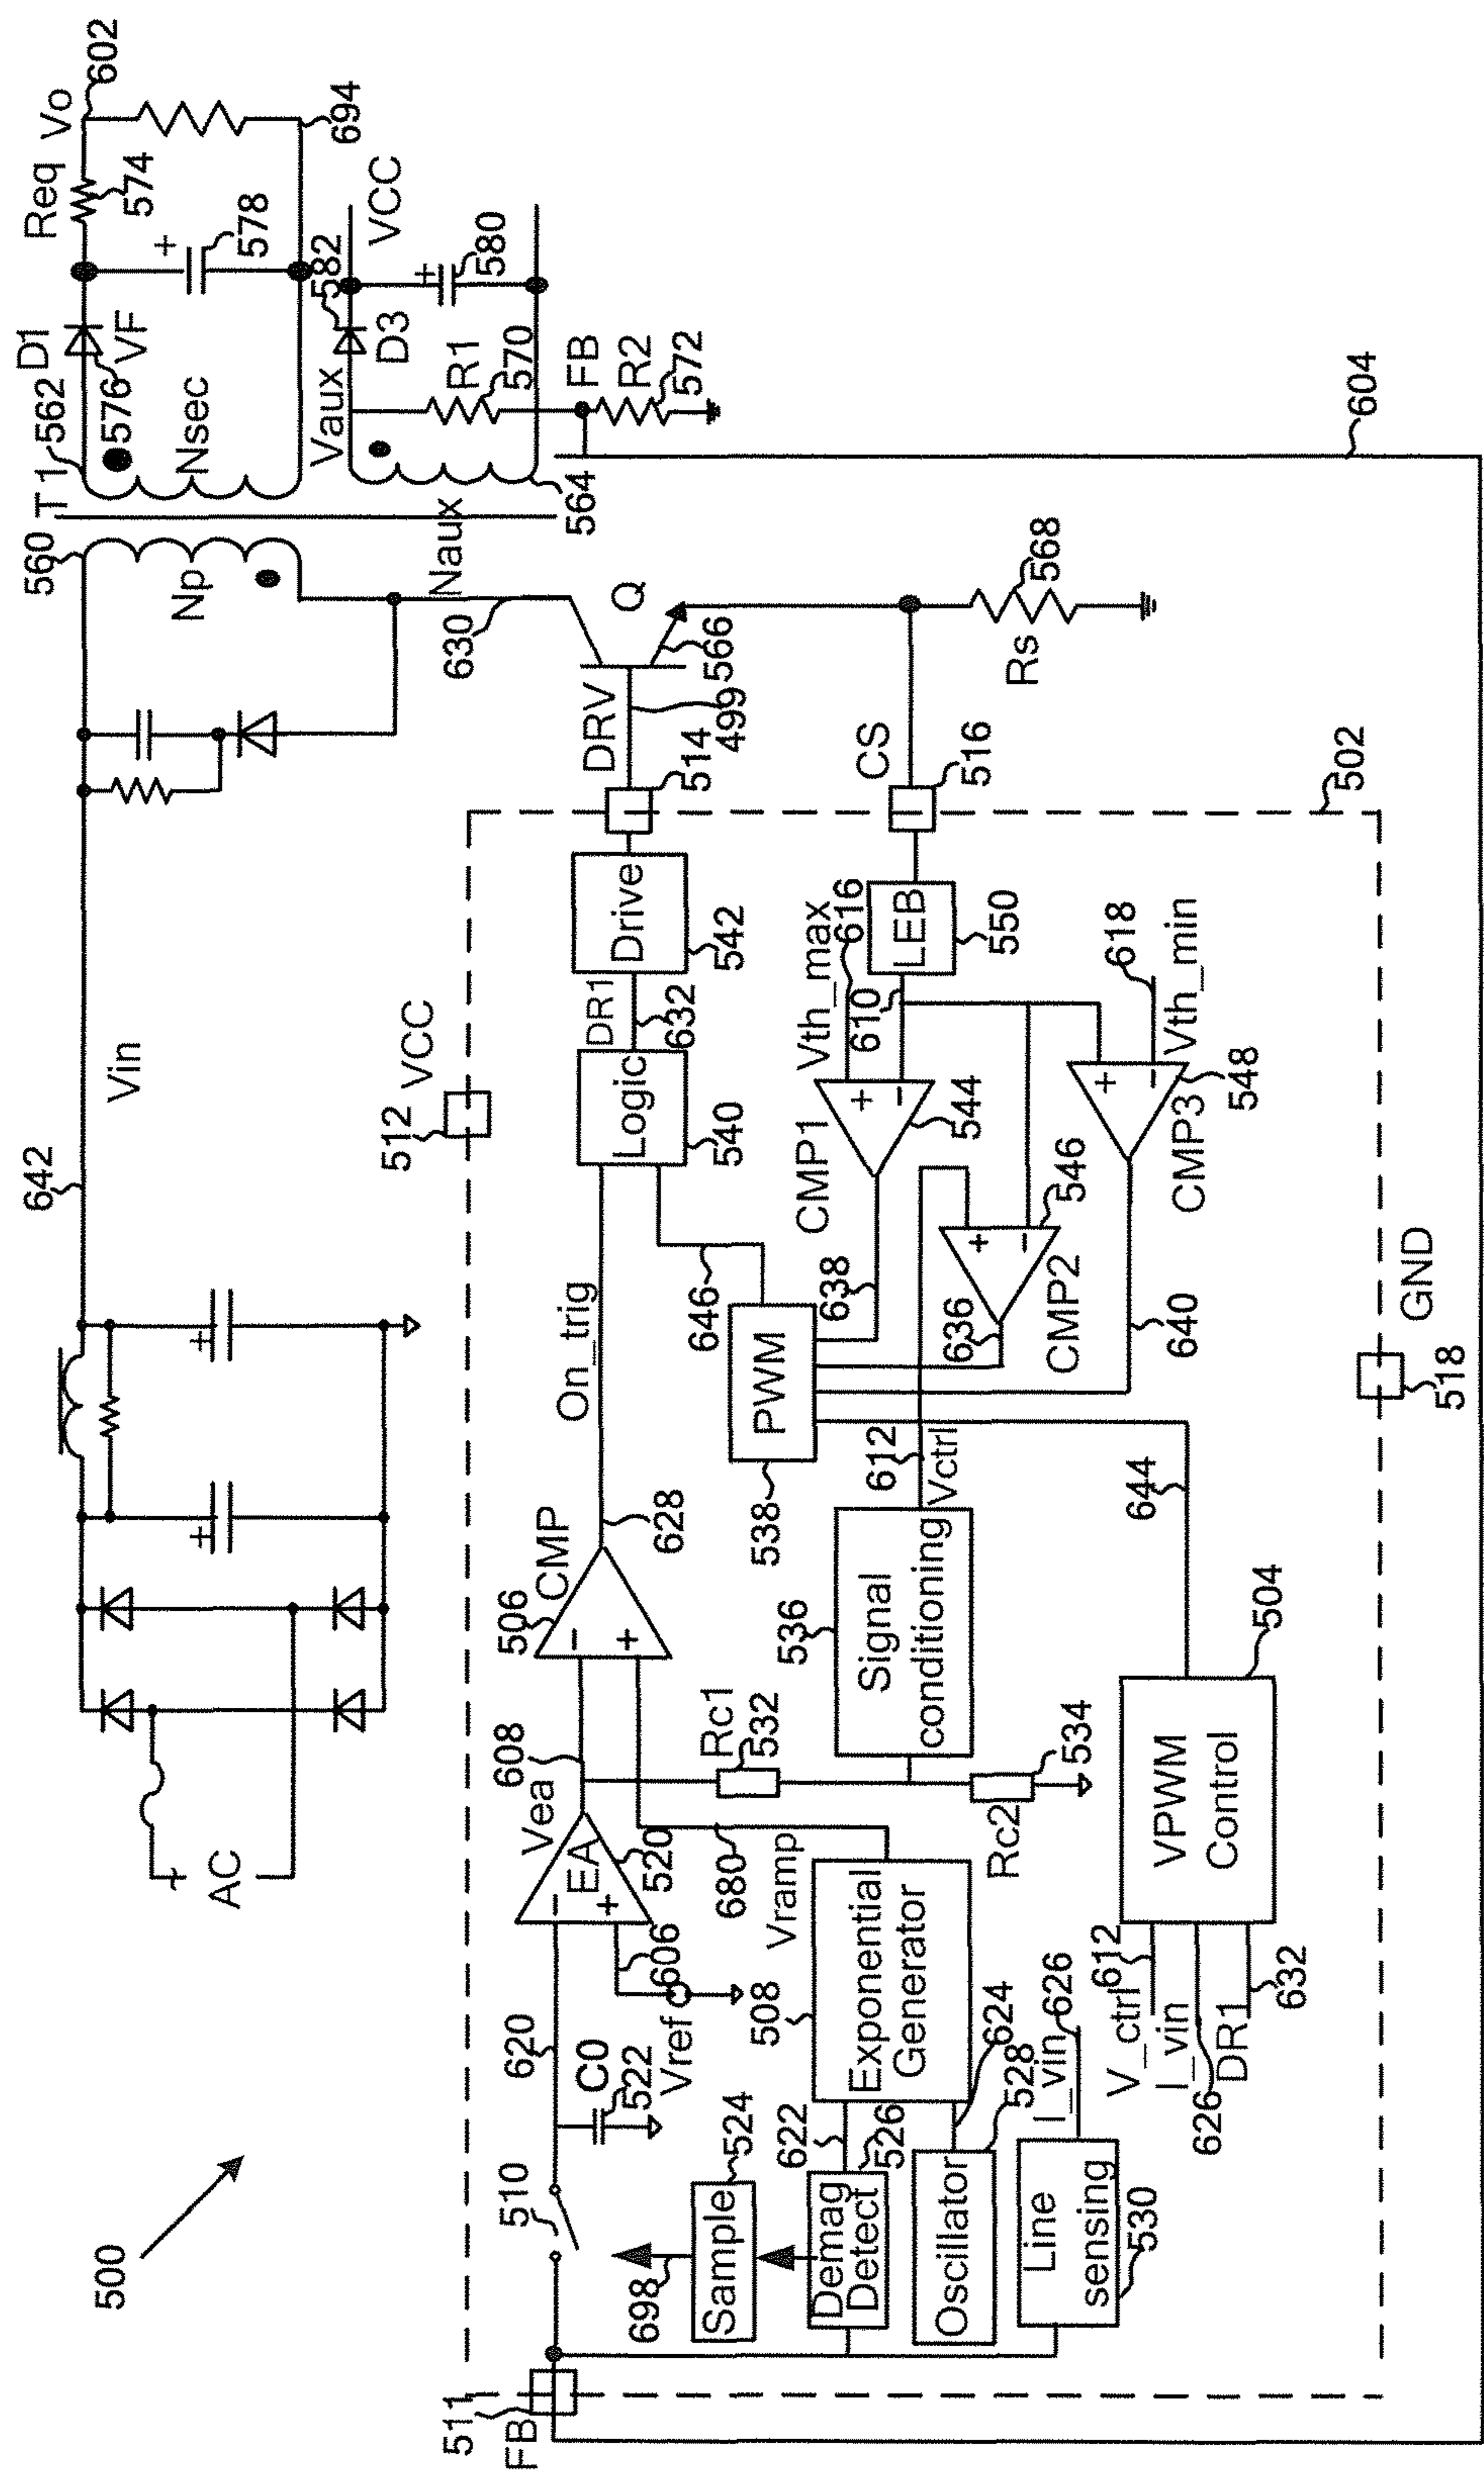 500
AC
642
Vin
560
Np
T1
562
D1
576
VF
Nsec
Req
574
578
Vo
602
694
Vaux
582
D3
VCC
580
R1
570
FB
R2
572
564
Naux
630
Q
566
DRV
499
514
CS
516
Rs
568
604
502
512
VCC
518
GND
511
FB
510
620
C0
522
Vref
606
Vea
EA
520
608
506
CMP
628
On_trig
Logic
540
DR1
632
Drive
542
698
Sample
524
Demag
Detect
526
622
Oscillator
528
624
Line
sensing
530
I_vin
626
508
Exponential
Generator
Vramp
680
Rc1
532
Rc2
534
536
Signal
conditioning
612
Vctrl
538
PWM
646
638
636
640
644
CMP1
544
Vth_max
616
610
LEB
550
CMP2
546
CMP3
548
618
Vth_min
V_ctrl
612
I_vin
626
DR1
632
VPWM
Control
504